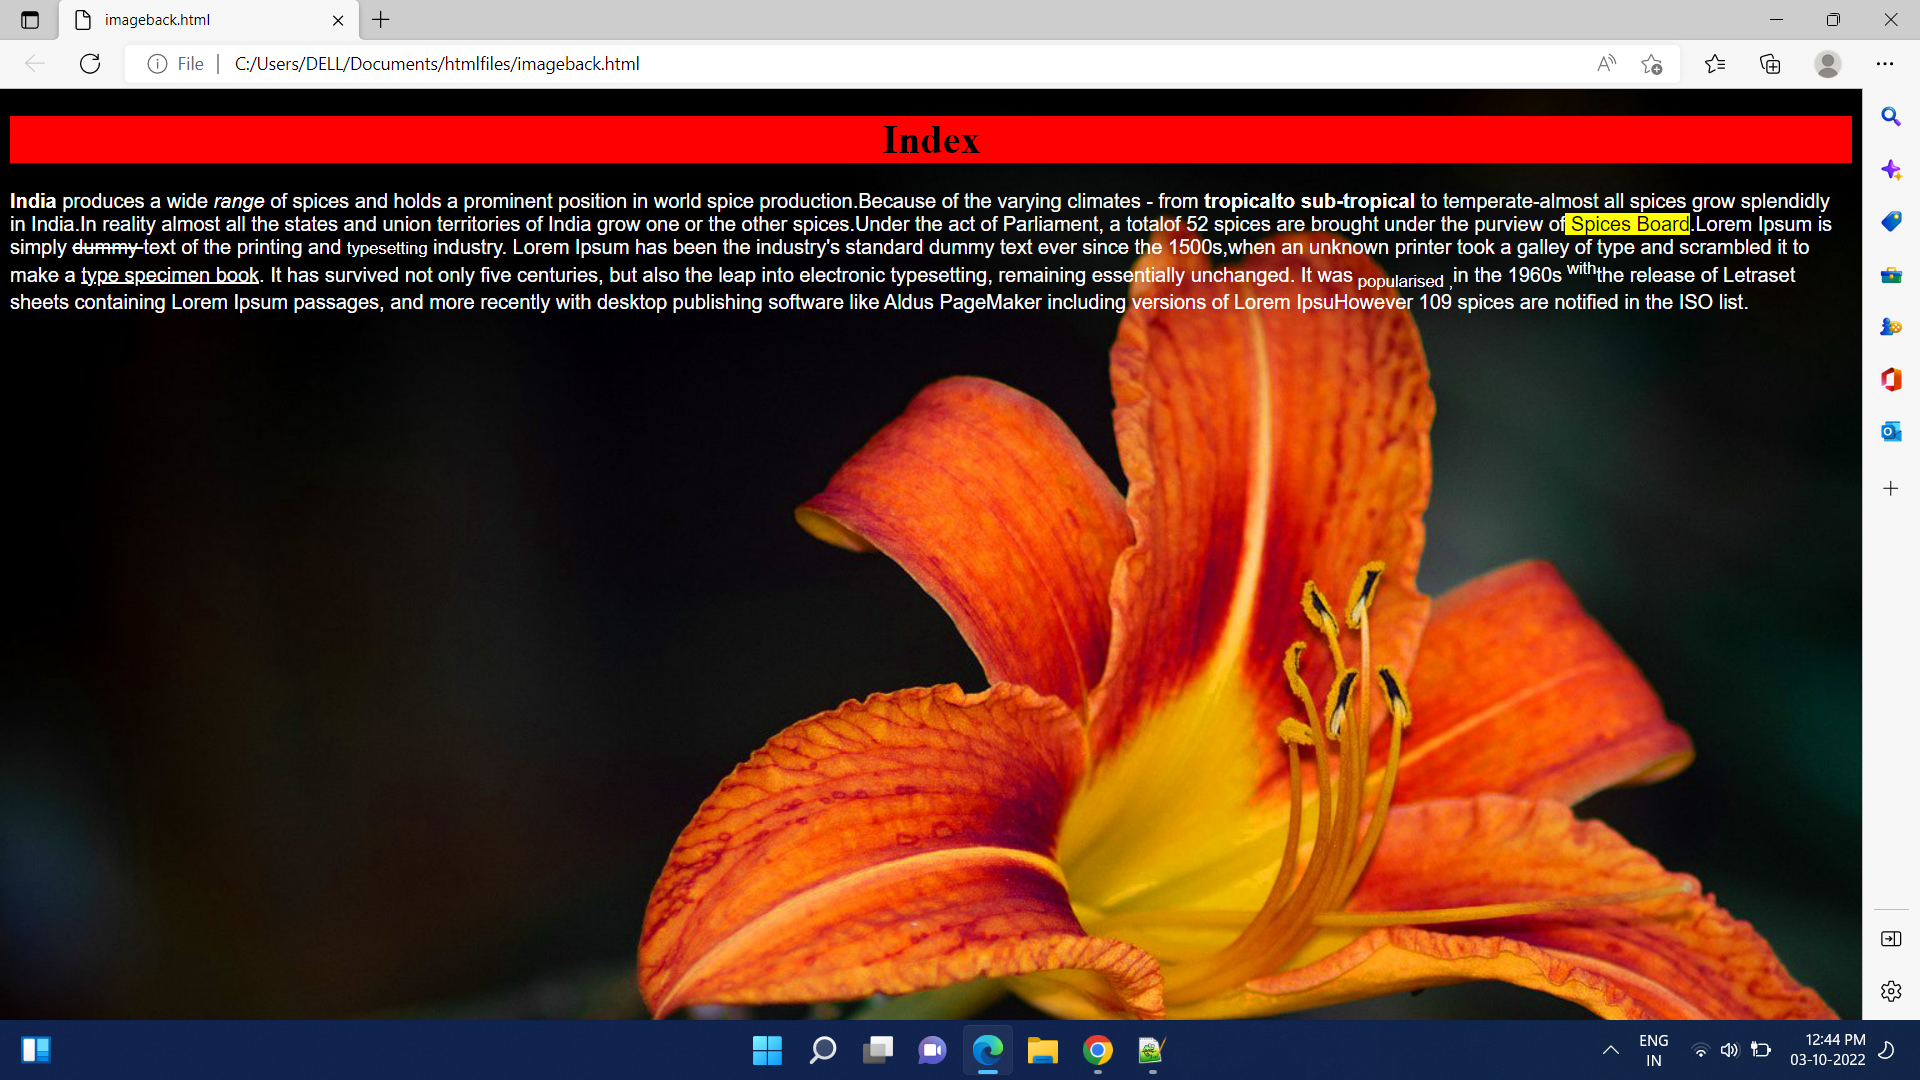 imageback.html
File
C:/Users/DELL/Documents/htmlfiles/imageback.html
Index
India produces a wide range of spices and holds a prominent position in world spice production.Because of the varying climates - from tropicalto sub-tropical to temperate-almost all spices grow splendidly
in India.In reality almost all the states and union territories of India grow one or the other spices.Under the act of Parliament, a totalof 52 spices are brought under the purview of Spices Board.Lorem Ipsum is
simply dummy text of the printing and typesetting industry. Lorem Ipsum has been the industry's standard dummy text ever since the 1500s,when an unknown printer took a galley of type and scrambled it to
make a type specimen book. It has survived not only five centuries, but also the leap into electronic typesetting, remaining essentially unchanged. It was popularised ,in the 1960s withthe release of Letraset
sheets containing Lorem Ipsum passages, and more recently with desktop publishing software like Aldus PageMaker including versions of Lorem IpsuHowever 109 spices are notified in the ISO list.
ENG
IN
12:44 PM
03-10-2022